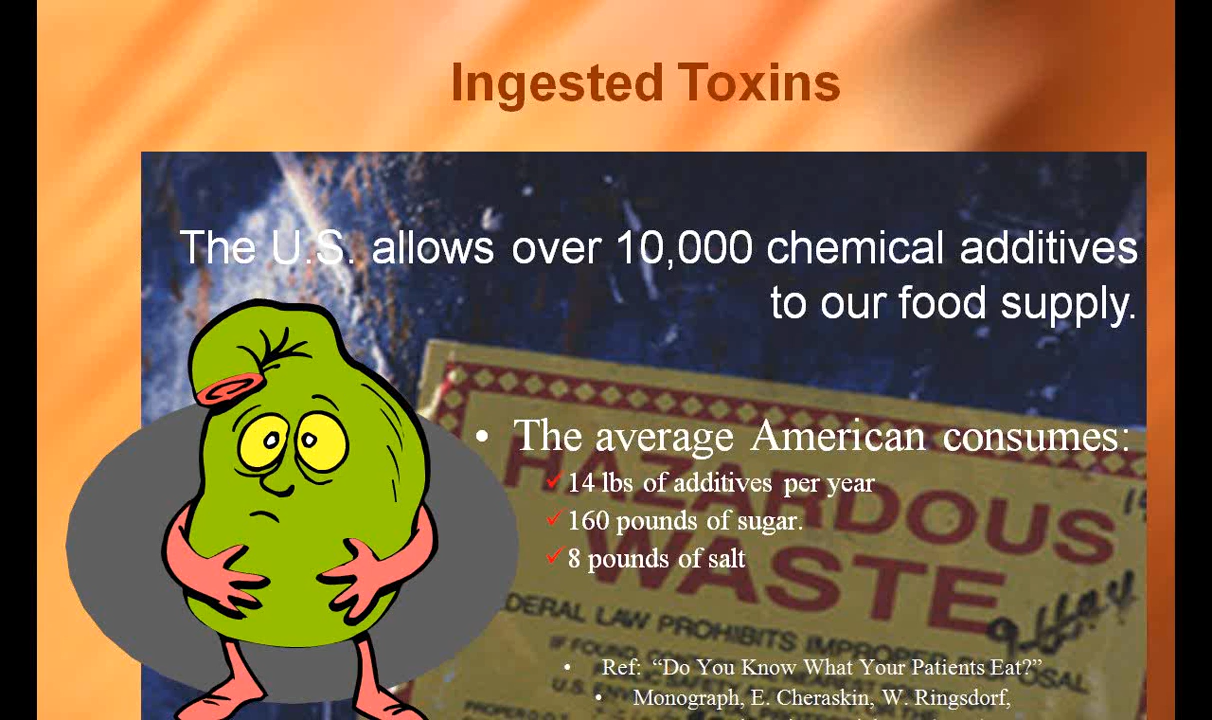 Ingested Toxins
The U.S. allows over 10,000 chemical additives
to our food supply.
• The average American consumes:
✓ 14 lbs of additives per year
✓ 160 pounds of sugar.
✓ 8 pounds of salt
HAZARDOUS
WASTE
DERAL LAW PROHIBITS IMPROPER
• Ref: “Do You Know What Your Patients Eat?”
• Monograph, E. Cheraskin, W. Ringsdorf,